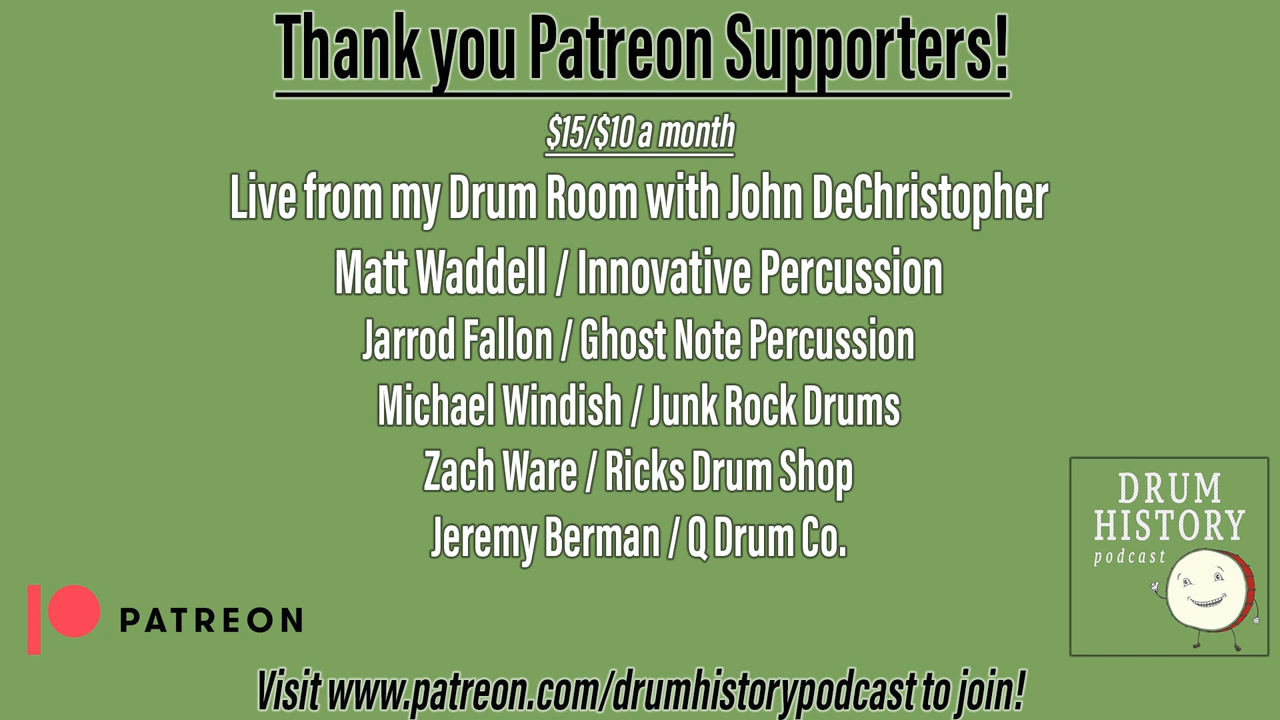 Thank you Patreon Supporters!
$15/$10 a month
Live from my Drum Room with John DeChristopher
Matt Waddell / Innovative Percussion
Jarrod Fallon / Ghost Note Percussion
Michael Windish / Junk Rock Drums
Zach Ware / Ricks Drum Shop
Jeremy Berman / Q Drum Co.
DRUM
HISTORY
podcast
PATREON
Visit www.patreon.com/drumhistorypodcast to join!